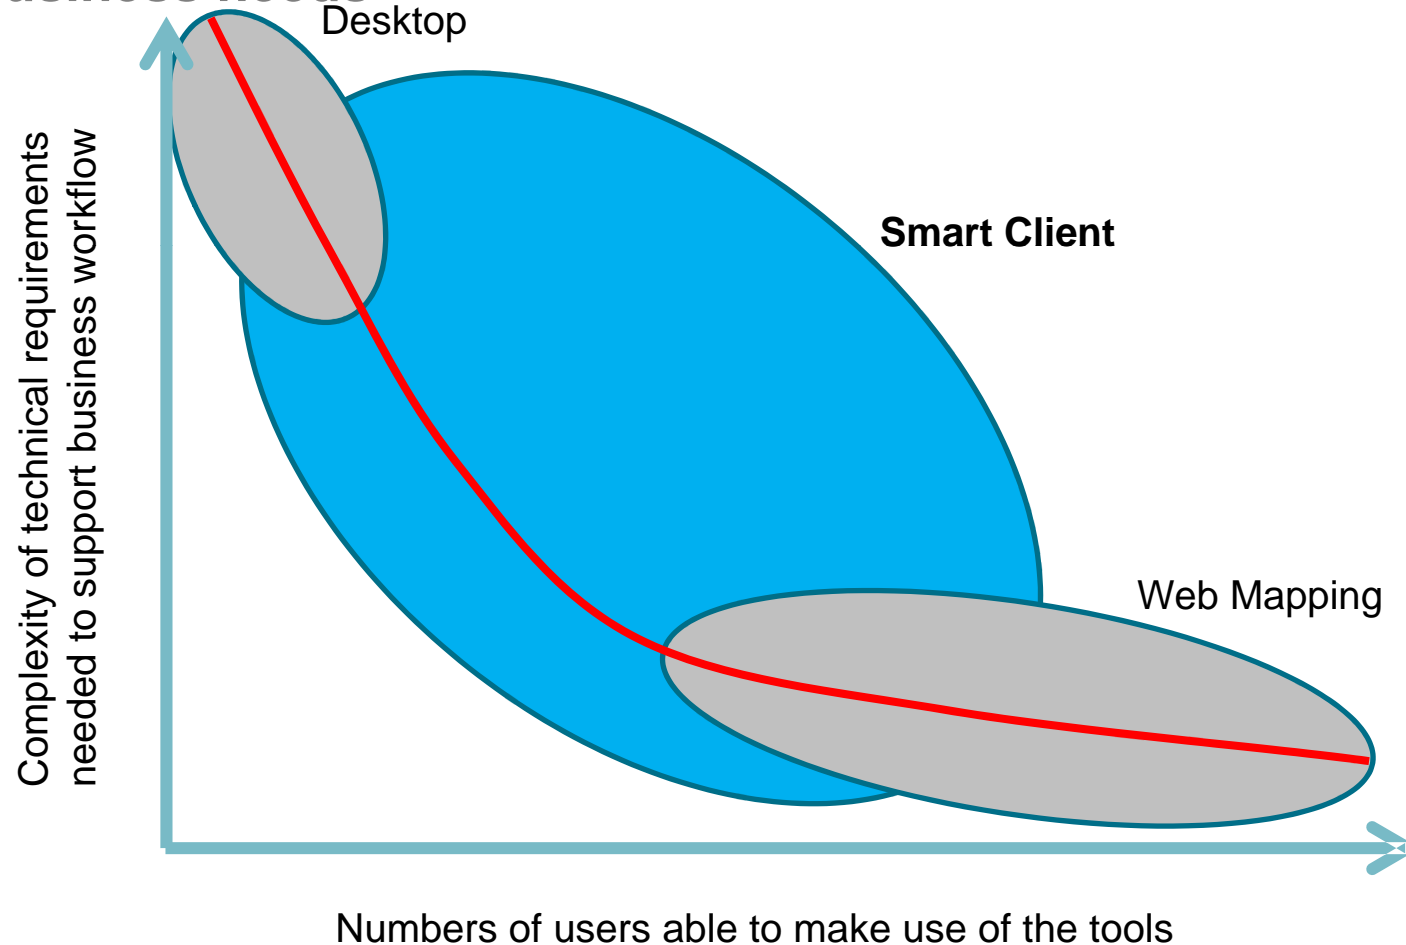 Desktop
Smart Client
Web Mapping
Complexity of technical requirements
needed to support business workflow
Numbers of users able to make use of the tools